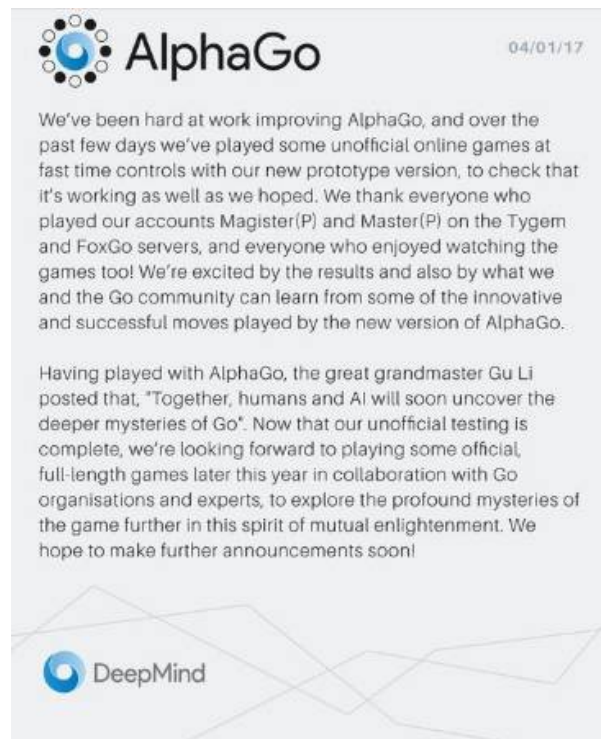 AlphaGo
04/01/17
We've been hard at work improving AlphaGo, and over the
past few days we've played some unofficial online games at
fast time controls with our new prototype version, to check that
it's working as well as we hoped. We thank everyone who
played our accounts Magister(P) and Master(P) on the Tygem
and FoxGo servers, and everyone who enjoyed watching the
games too! We're excited by the results and also by what we
and the Go community can learn from some of the innovative
and successful moves played by the new version of AlphaGo.
Having played with AlphaGo, the great grandmaster Gu Li
posted that, "Together, humans and AI will soon uncover the
deeper mysteries of Go". Now that our unofficial testing is
complete, we're looking forward to playing some official,
full-length games later this year in collaboration with Go
organisations and experts, to explore the profound mysteries of
the game further in this spirit of mutual enlightenment. We
hope to make further announcements soon!
DeepMind